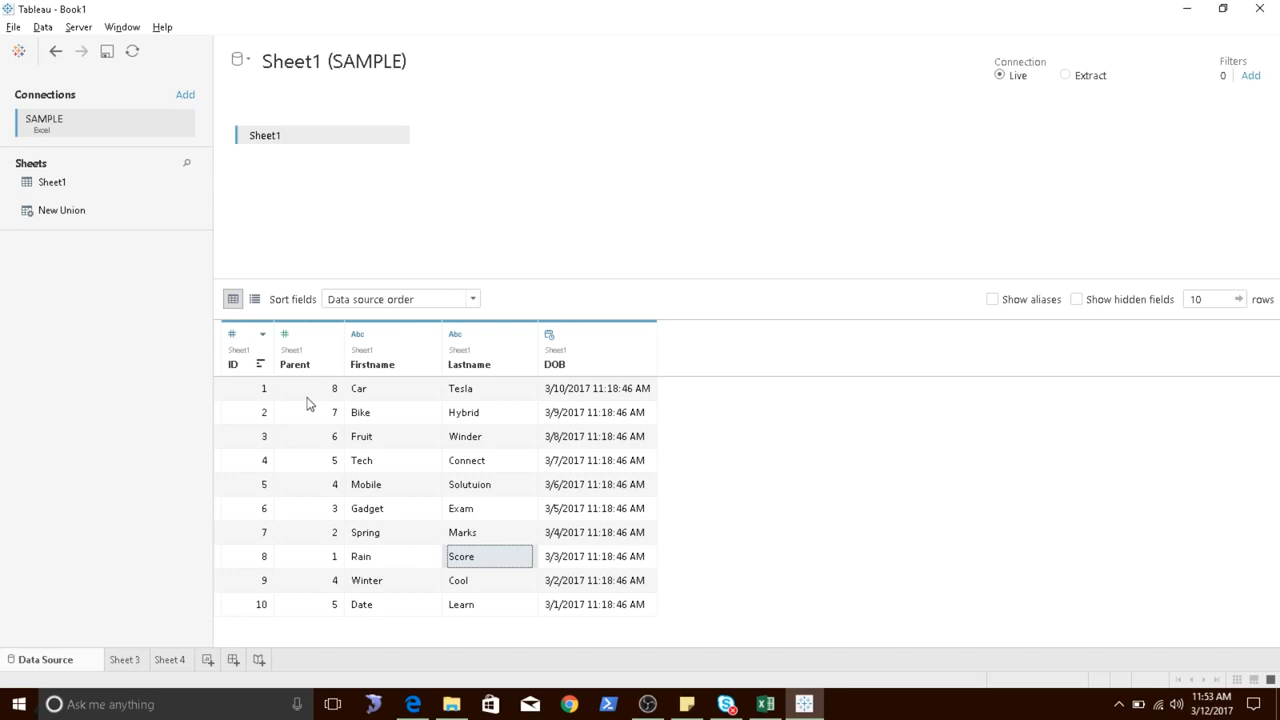 Tableau - Book1
File Data Server Window Help
Connections Add
SAMPLE
Excel
Sheets
Sheet1
New Union
Sheet1 (SAMPLE)
Connection
Live Extract
Filters
0 Add
Sheet1
Sort fields Data source order Show aliases Show hidden fields 10 rows
# # Abc Abc
Sheet1 Sheet1 Sheet1 Sheet1 Sheet1
ID Parent Firstname Lastname DOB
1 8 Car Tesla 3/10/2017 11:18:46 AM
2 7 Bike Hybrid 3/9/2017 11:18:46 AM
3 6 Fruit Winder 3/8/2017 11:18:46 AM
4 5 Tech Connect 3/7/2017 11:18:46 AM
5 4 Mobile Solutuion 3/6/2017 11:18:46 AM
6 3 Gadget Exam 3/5/2017 11:18:46 AM
7 2 Spring Marks 3/4/2017 11:18:46 AM
8 1 Rain Score 3/3/2017 11:18:46 AM
9 4 Winter Cool 3/2/2017 11:18:46 AM
10 5 Date Learn 3/1/2017 11:18:46 AM
Data Source Sheet 3 Sheet 4
Ask me anything
11:53 AM
3/12/2017